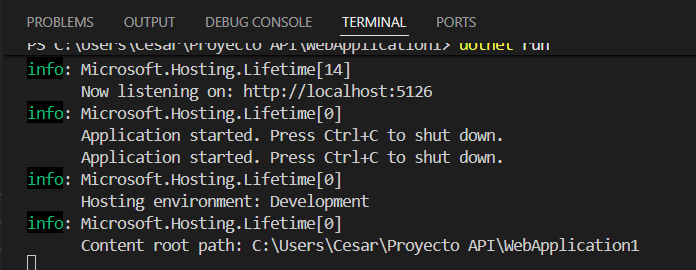 PROBLEMS OUTPUT DEBUG CONSOLE TERMINAL PORTS
PS C:\Users\Cesar\Proyecto API\WebApplication1> dotnet run
info: Microsoft.Hosting.Lifetime[14]
Now listening on: http://localhost:5126
info: Microsoft.Hosting.Lifetime[0]
Application started. Press Ctrl+C to shut down.
Application started. Press Ctrl+C to shut down.
info: Microsoft.Hosting.Lifetime[0]
Hosting environment: Development
info: Microsoft.Hosting.Lifetime[0]
Content root path: C:\Users\Cesar\Proyecto API\WebApplication1